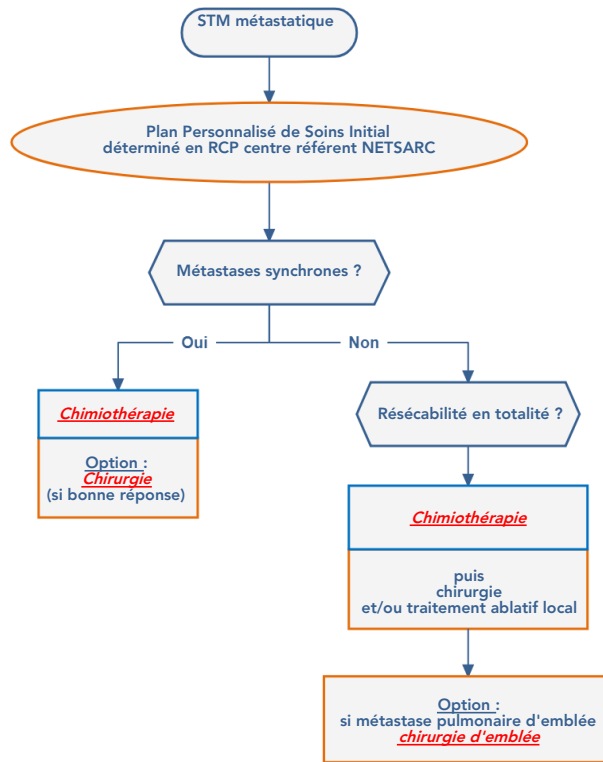 STM métastatique
Plan Personnalisé de Soins Initial
déterminé en RCP centre référent NETSARC
Métastases synchrones ?
Oui
Non
Chimiothérapie
Option :
Chirurgie
(si bonne réponse)
Résécabilité en totalité ?
Chimiothérapie
puis
chirurgie
et/ou traitement ablatif local
Option :
si métastase pulmonaire d'emblée
chirurgie d'emblée